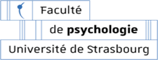 Faculté
de psychologie
Université de Strasbourg